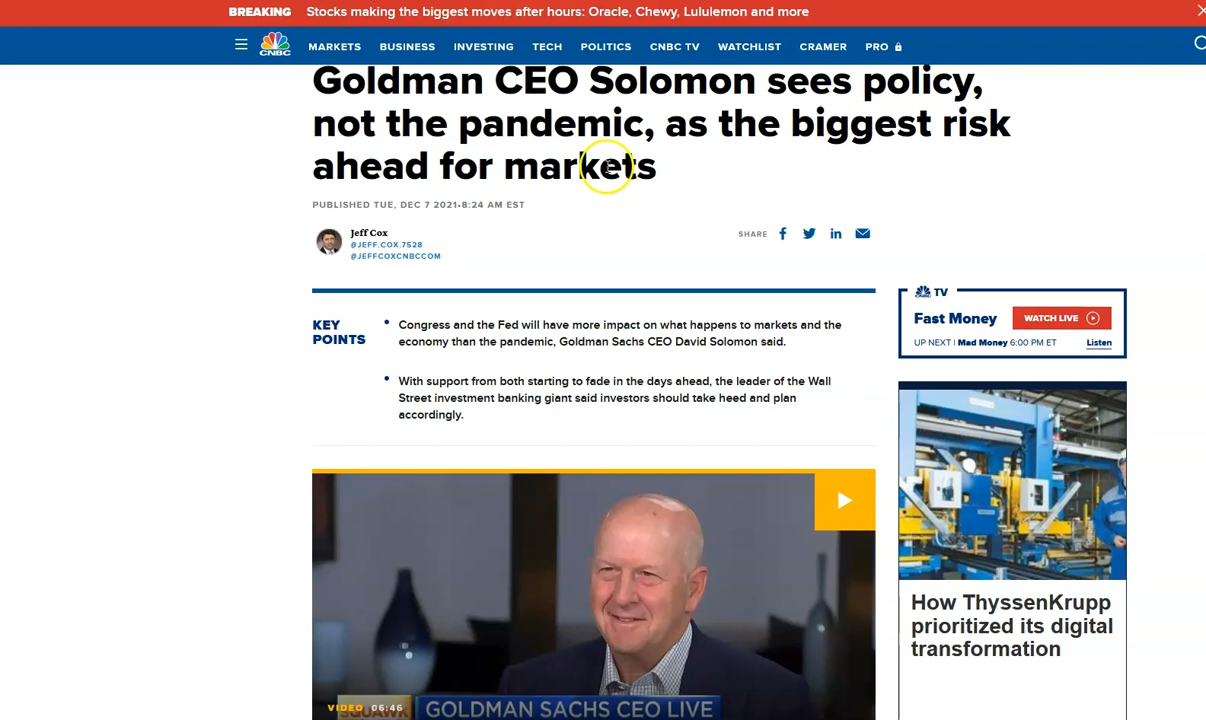 BREAKING Stocks making the biggest moves after hours: Oracle, Chewy, Lululemon and more
CNBC MARKETS BUSINESS INVESTING TECH POLITICS CNBC TV WATCHLIST CRAMER PRO
Goldman CEO Solomon sees policy,
not the pandemic, as the biggest risk
ahead for markets
PUBLISHED TUE, DEC 7 2021•8:24 AM EST
Jeff Cox
@JEFF.COX.7528
@JEFFCOXCNBCCOM
SHARE
KEY
POINTS
• Congress and the Fed will have more impact on what happens to markets and the
economy than the pandemic, Goldman Sachs CEO David Solomon said.
• With support from both starting to fade in the days ahead, the leader of the Wall
Street investment banking giant said investors should take heed and plan
accordingly.
VIDEO 06:46
SQUAWK
GOLDMAN SACHS CEO LIVE
TV
Fast Money WATCH LIVE
UP NEXT | Mad Money 6:00 PM ET Listen
How ThyssenKrupp
prioritized its digital
transformation